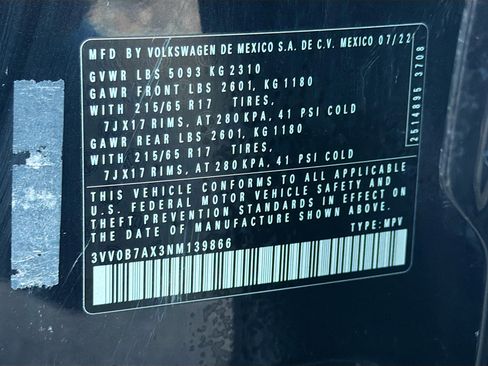 MFD BY VOLKSWAGEN DE MEXICO S.A. DE C.V. MEXICO 07/22
GVWR LBS 5093 KG 2310
GAWR FRONT LBS 2601, KG 1180
WITH 215/65 R17 TIRES,
7JX17 RIMS, AT 280 KPA, 41 PSI COLD
GAWR REAR LBS 2601, KG 1180
WITH 215/65 R17 TIRES,
7JX17 RIMS, AT 280 KPA, 41 PSI COLD
THIS VEHICLE CONFORMS TO ALL APPLICABLE
U.S. FEDERAL MOTOR VEHICLE SAFETY AND
THEFT PREVENTION STANDARDS IN EFFECT ON
THE DATE OF MANUFACTURE SHOWN ABOVE.
3VV0B7AX3NM139866 TYPE: MPV
2514895 3708